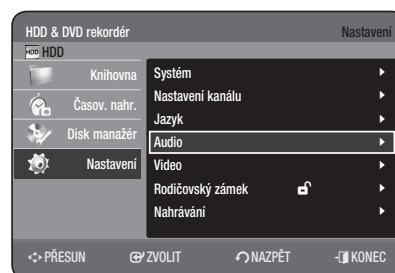 HDD & DVD rekordér Nastavení
HDD HDD
Knihovna
Časov. nahr.
Disk manažér
Nastavení
Systém
Nastavení kanálu
Jazyk
Audio
Video
Rodičovský zámek
Nahrávání
PŘESUN ZVOLIT NAZPĚT KONEC